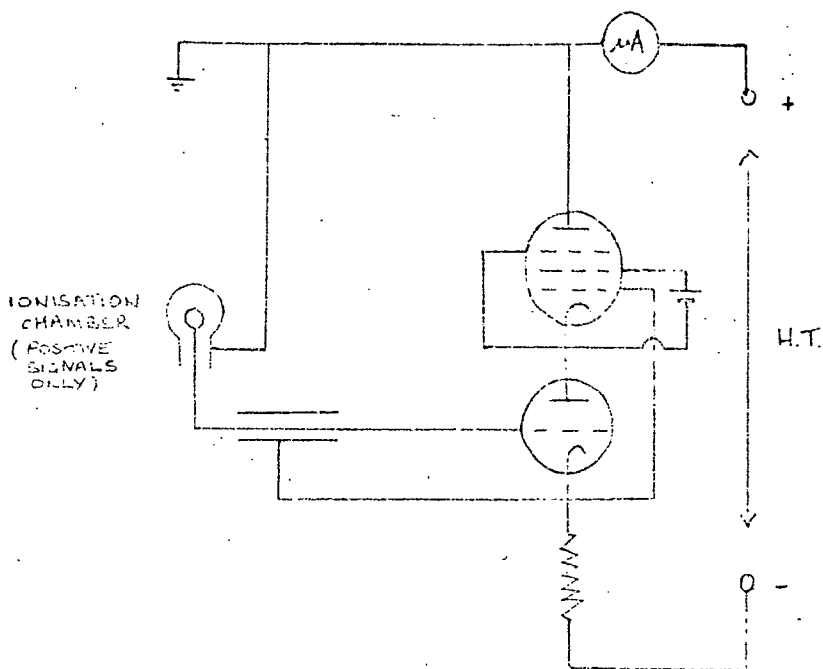 μA
+
IONISATION
CHAMBER
(POSITIVE
SIGNALS
ONLY)
H.T.
-